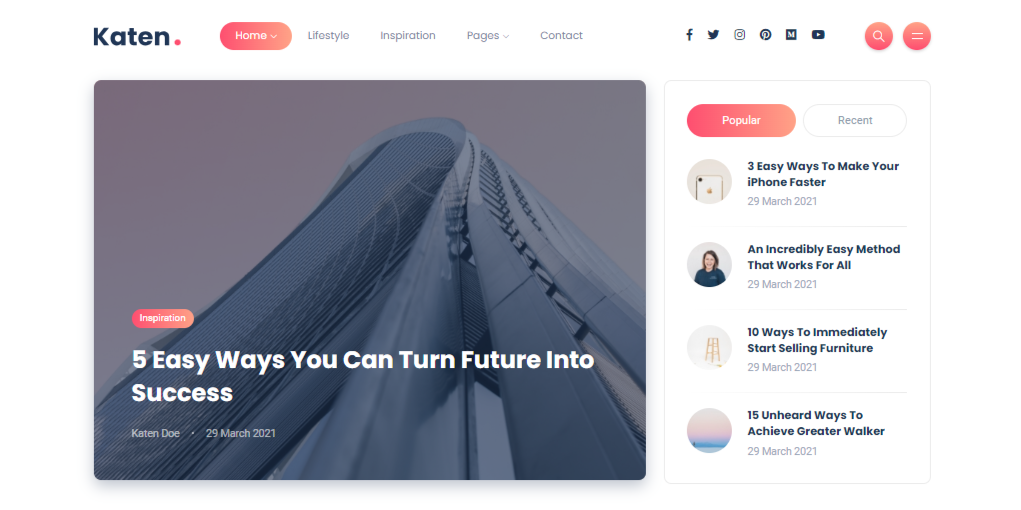 Katen.
Home
Lifestyle
Inspiration
Pages
Contact
Inspiration
5 Easy Ways You Can Turn Future Into
Success
Katen Doe • 29 March 2021
Popular
Recent
3 Easy Ways To Make Your
iPhone Faster
29 March 2021
An Incredibly Easy Method
That Works For All
29 March 2021
10 Ways To Immediately
Start Selling Furniture
29 March 2021
15 Unheard Ways To
Achieve Greater Walker
29 March 2021